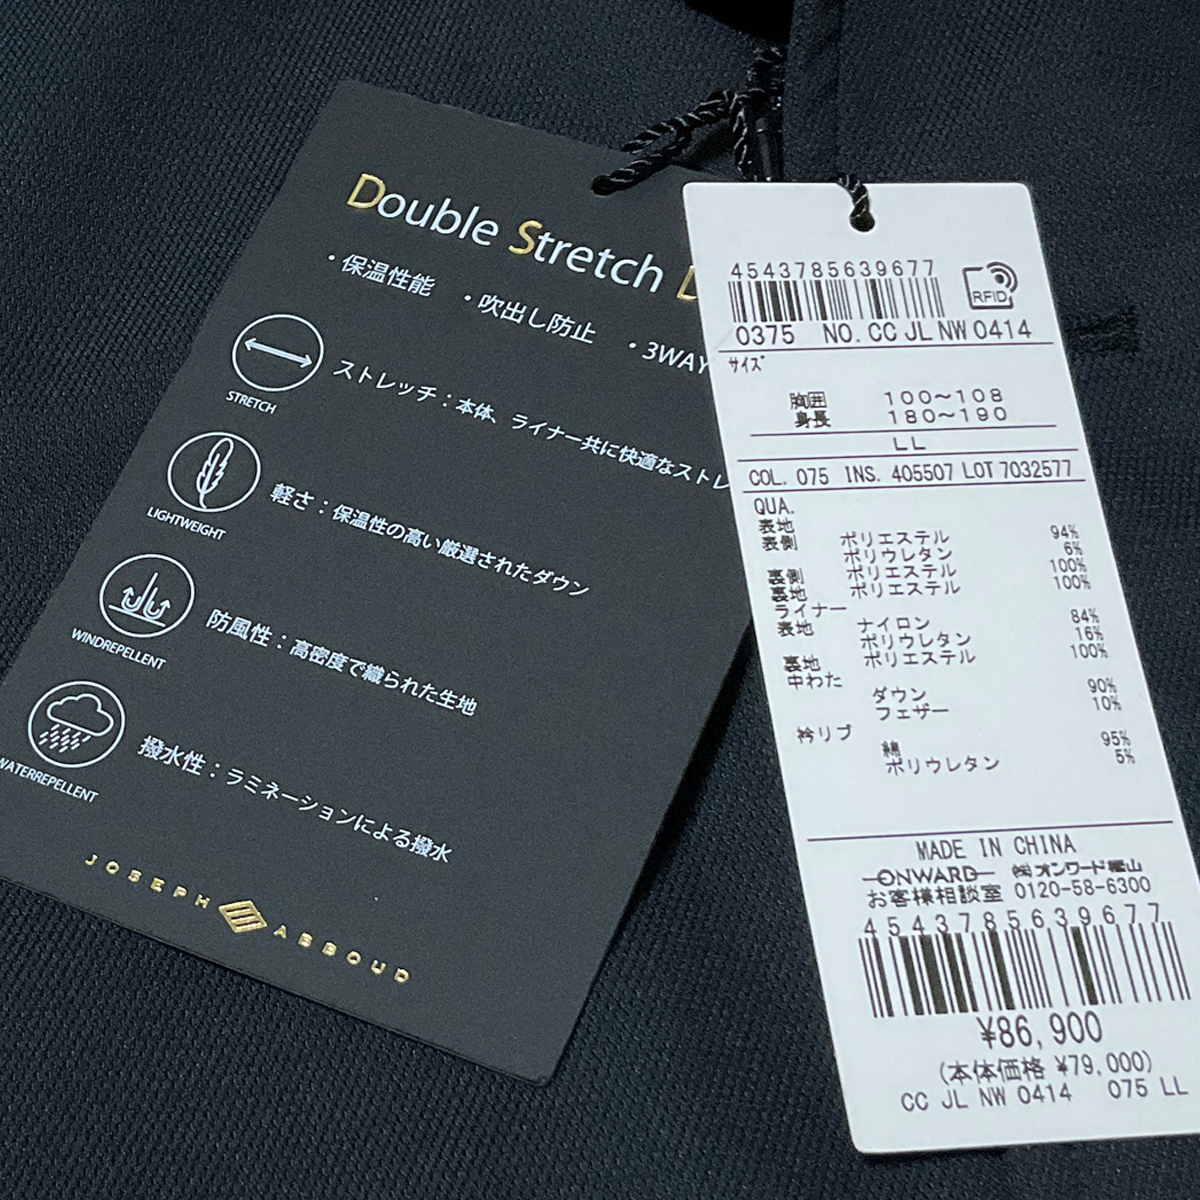 Double Stretch D
・保温性能 ・吹出し防止 ・3WAY
STRETCH
ストレッチ：本体、ライナー共に快適なストレ
LIGHTWEIGHT
軽さ：保温性の高い厳選されたダウン
WINDREPELLENT
防風性：高密度で織られた生地
WATERREPELLENT
撥水性：ラミネーションによる撥水
JOSEPH ABBOUD
4543785639677
RFID
0375 NO. CC JL NW 0414
サイズ
胸囲 100～108
身長 180～190
LL
COL. 075 INS. 405507 LOT 7032577
QUA.
表地
表側 ポリエステル 94%
ポリウレタン 6%
裏側 ポリエステル 100%
裏地 ポリエステル 100%
ライナー
表地 ナイロン 84%
ポリウレタン 16%
裏地 ポリエステル 100%
中わた
ダウン 90%
フェザー 10%
衿リブ
綿 95%
ポリウレタン 5%
MADE IN CHINA
ONWARD ㈱オンワード樫山
お客様相談室 0120-58-6300
4543785639677
¥86,900
(本体価格 ¥79,000)
CC JL NW 0414 075 LL